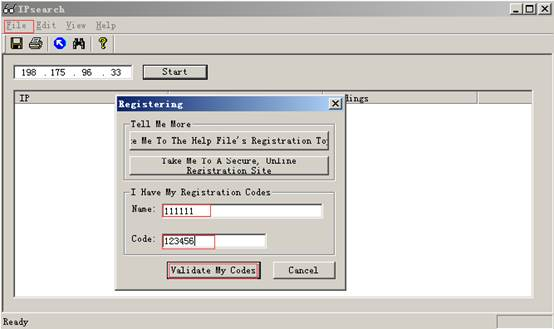 IPsearch
File Edit View Help
198 . 175 . 96 . 33 Start
IP dings
Registering
Tell Me More
Me To The Help File's Registration
Take Me To A Secure, Online
Registration Site
I Have My Registration Codes
Name: 111111
Code: 123456
Validate My Codes Cancel
Ready